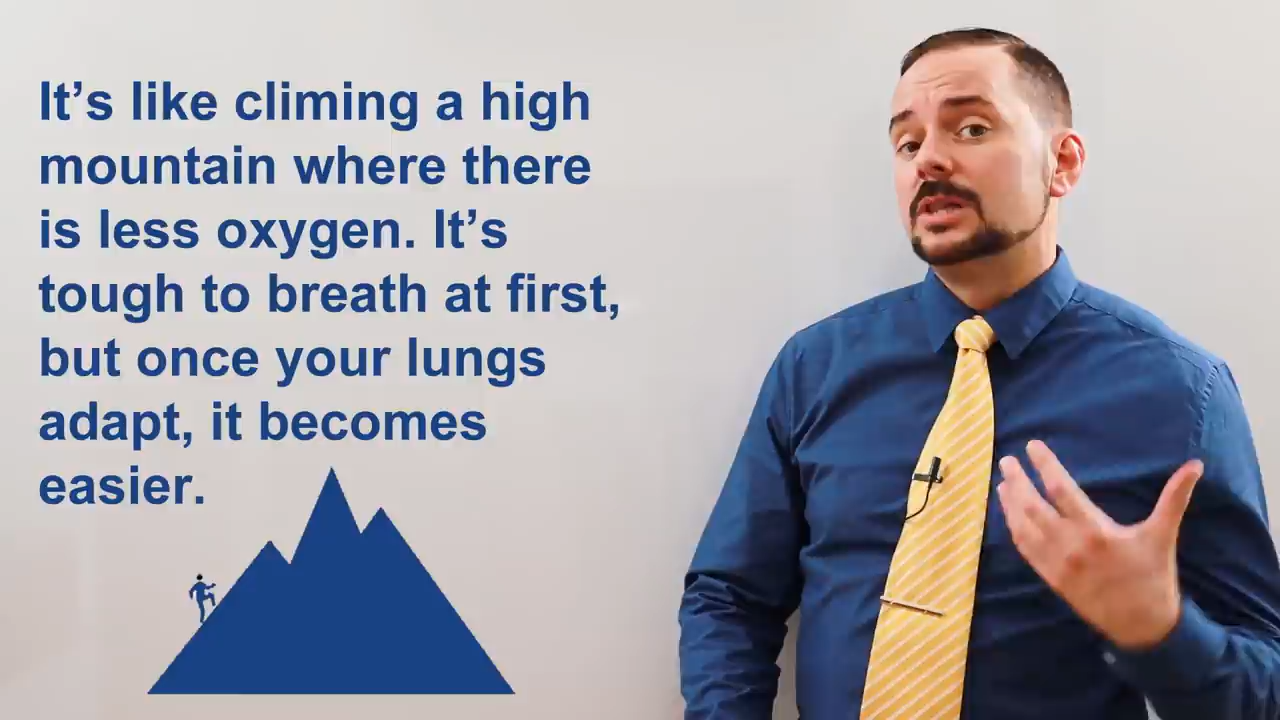 It’s like climing a high
mountain where there
is less oxygen. It’s
tough to breath at first,
but once your lungs
adapt, it becomes
easier.